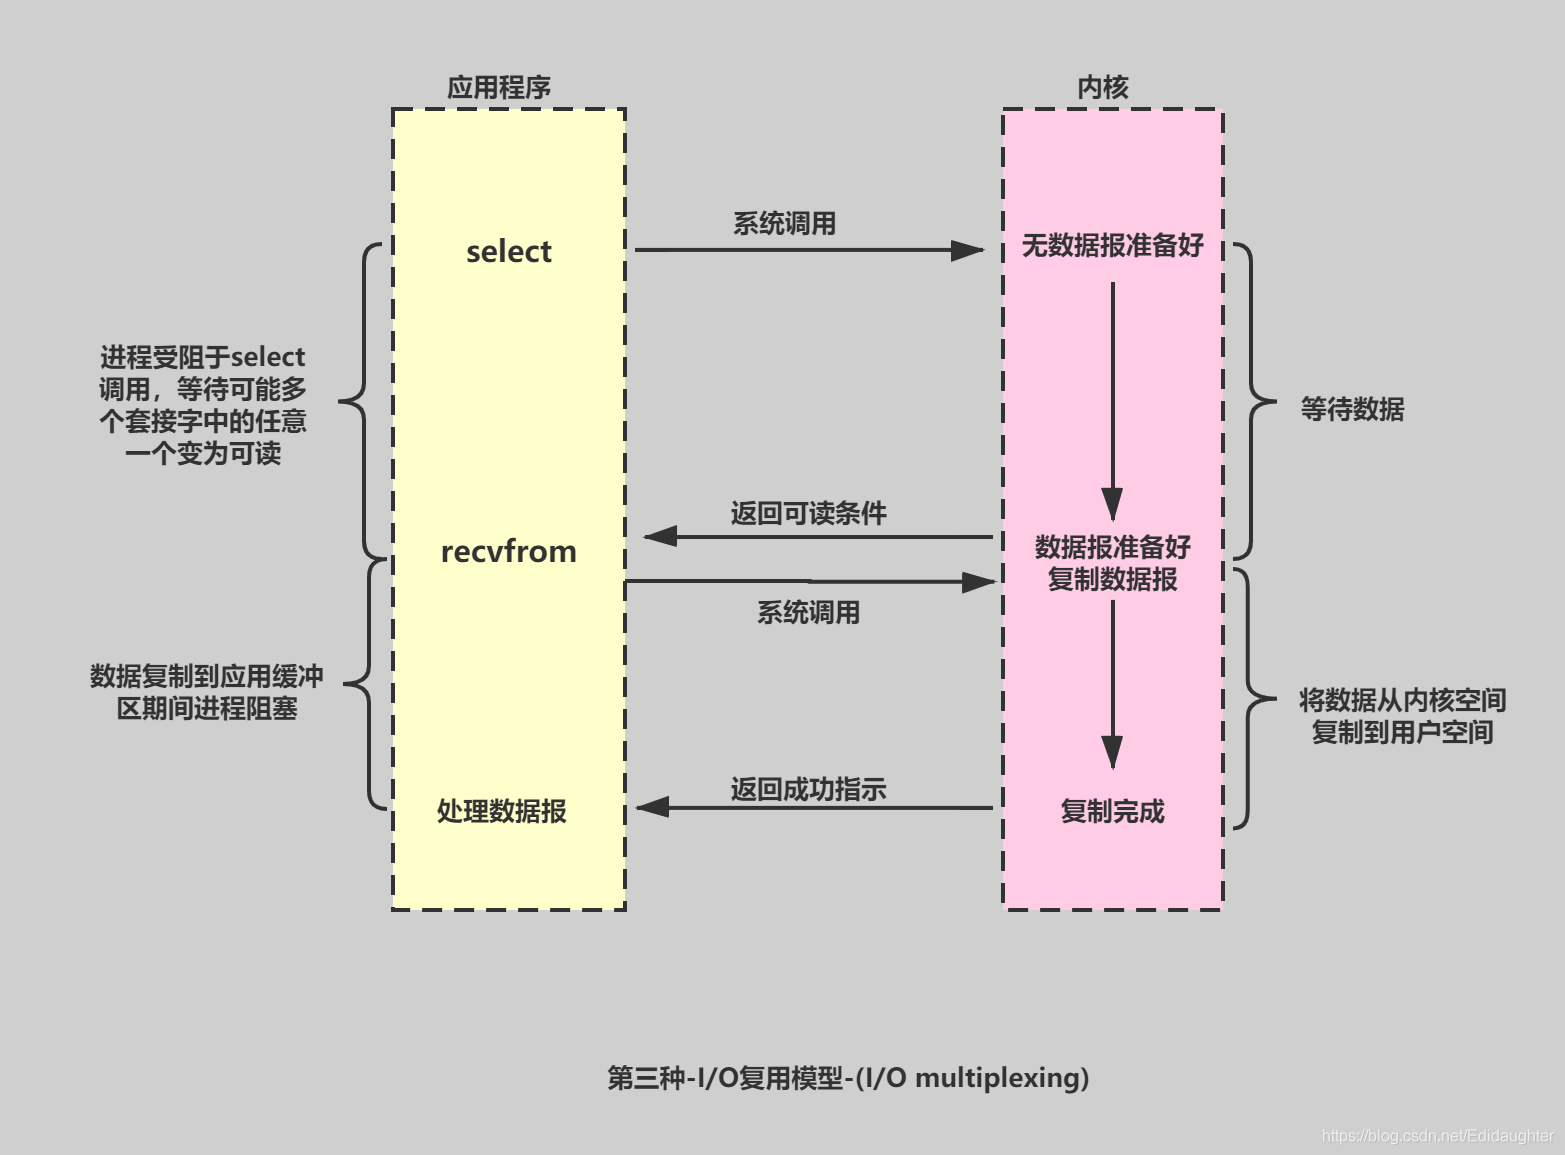 应用程序
内核
select
系统调用
无数据报准备好
进程受阻于select
调用，等待可能多
个套接字中的任意
一个变为可读
等待数据
返回可读条件
recvfrom
数据报准备好
复制数据报
系统调用
数据复制到应用缓冲
区期间进程阻塞
将数据从内核空间
复制到用户空间
返回成功指示
处理数据报
复制完成
第三种-I/O复用模型-(I/O multiplexing)
https://blog.csdn.net/Edidaughter